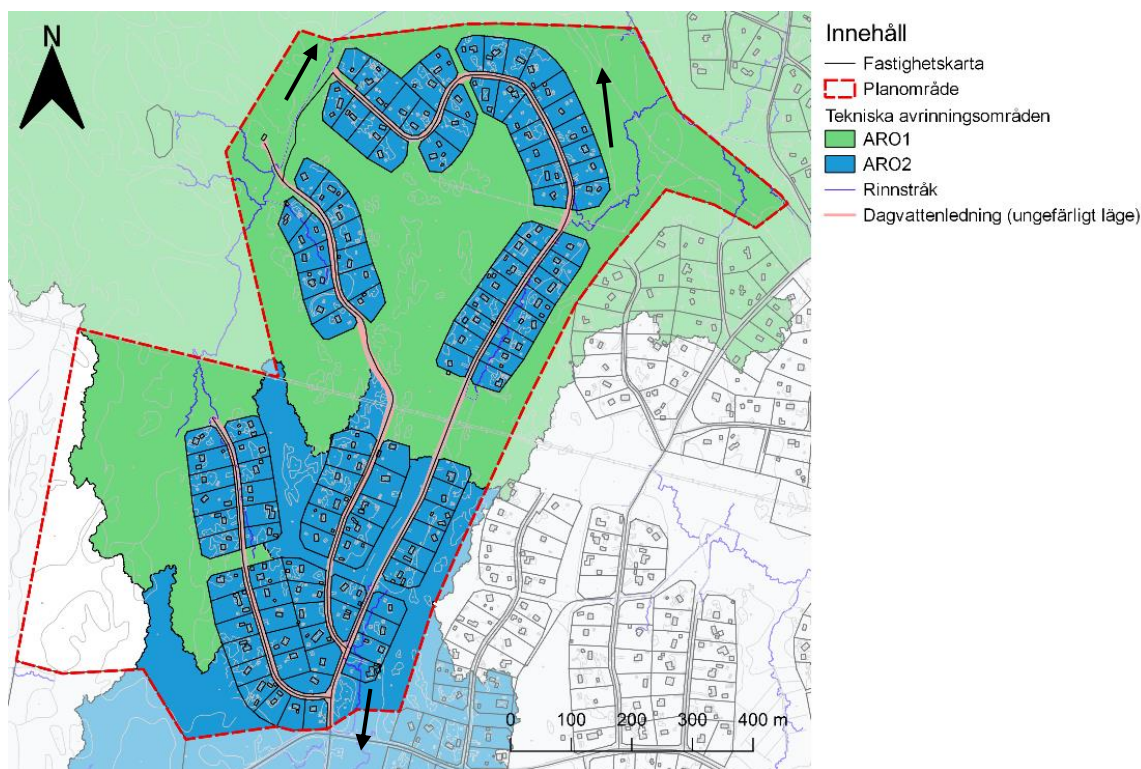 N
Innehåll
Fastighetskarta
Planområde
Tekniska avrinningsområden
ARO1
ARO2
Rinnstråk
Dagvattenledning (ungefärligt läge)
0 100 200 300 400 m